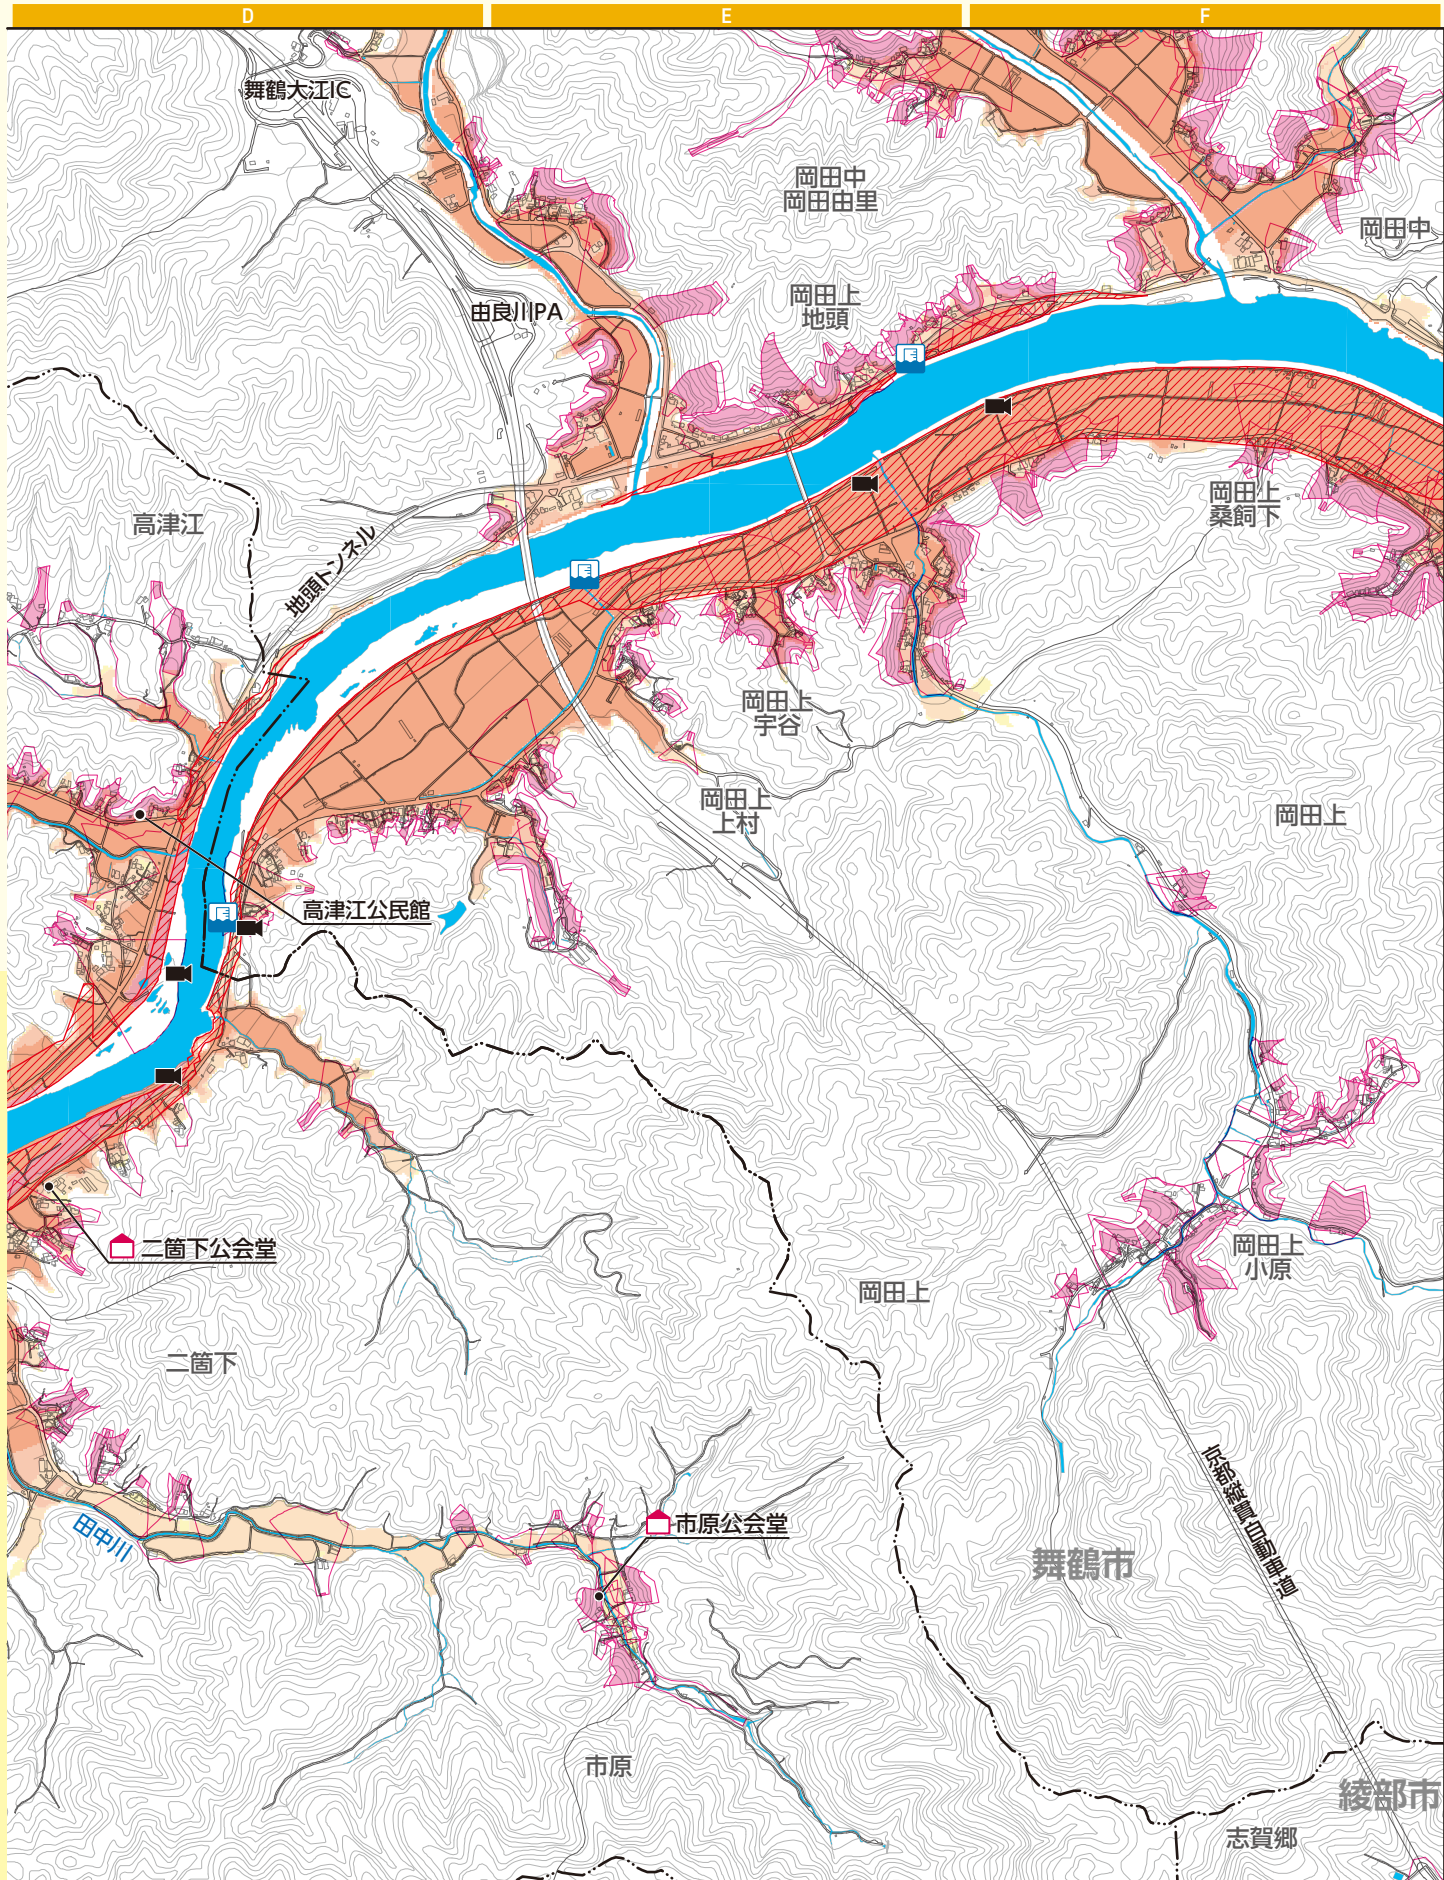 D
E
F
舞鶴大江IC
岡田中
岡田由里
岡田中
由良川PA
岡田上
地頭
高津江
地頭トンネル
岡田上
桑飼下
岡田上
宇谷
岡田上
上村
岡田上
高津江公民館
二箇下公会堂
岡田上
小原
岡田上
二箇下
京都縦貫自動車道
田中川
市原公会堂
舞鶴市
市原
綾部市
志賀郷